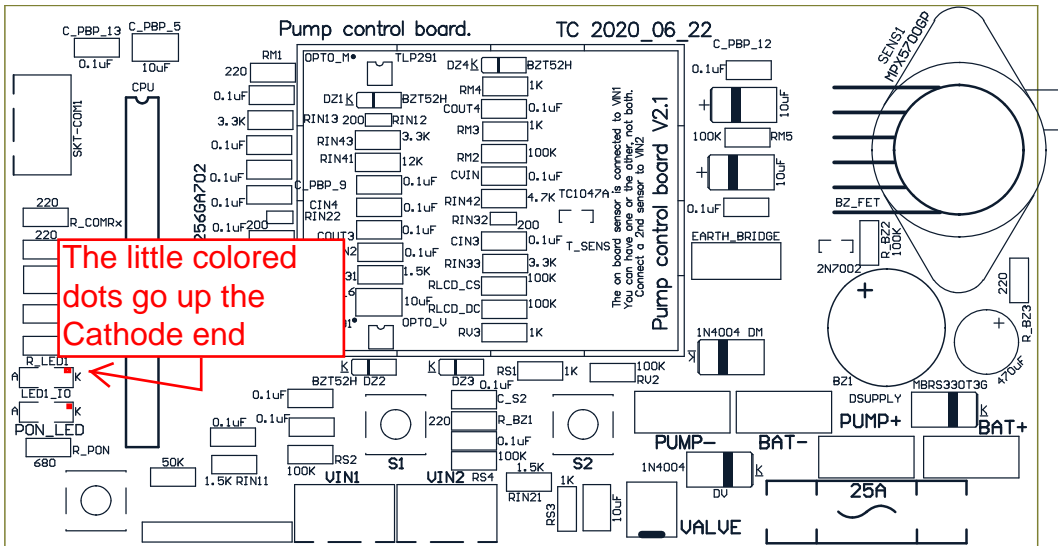 Pump control board.
TC 2020_06_22
C_PBP_13
C_PBP_5
0.1uF
10uF
SKT-COM1
CPU
256GA702
RM1
220
0.1uF
3.3K
0.1uF
0.1uF
0.1uF
200
RIN22
OPTO_M
TLP291
DZ1 K
BZT52H
RIN13
200
RIN12
RIN43
3.3K
RIN41
12K
C_PBP_9
0.1uF
CIN4
0.1uF
COUT3
0.1uF
0.1uF
1.5K
10uF
OPTO_V
DZ4 K
BZT52H
RM4
1K
COUT4
0.1uF
RM3
1K
RM2
100K
CVIN
0.1uF
RIN42
4.7K
RIN32
200
CIN3
0.1uF
RIN33
3.3K
RLCD_CS
100K
RLCD_DC
100K
RV3
1K
TC1047A
T_SENS
The on board sensor is connected to VIN1
You can have one or the other, not both.
Connect a 2nd sensor to VIN2
Pump control board V2.1
C_PBP_12
0.1uF
+
10uF
100K
RM5
+
10uF
0.1uF
EARTH_BRIDGE
SENS1
MPX5700GP
BZ_FET
2N7002
R_BZ2
100K
220
R_BZ3
+
BZ1
+
470uF
1N4004 DM
K
220
R_COMRx
220
The little colored
dots go up the
Cathode end
R_LED1
A
K
LED1_IO
A
K
PON_LED
680
R_PON
50K
0.1uF
1.5K
RIN11
K
K
BZT52H
DZ2
DZ3
0.1uF
0.1uF
100K
RS2
S1
0.1uF
C_S2
220
R_BZ1
0.1uF
100K
RS4
RS1
1K
100K
RV2
S2
VIN1
VIN2
1.5K
RIN21
1K
RS3
10uF
VALVE
PUMP-
BAT-
1N4004
K
DV
DSUPPLY
MBRS330T3G
K
PUMP+
BAT+
25A